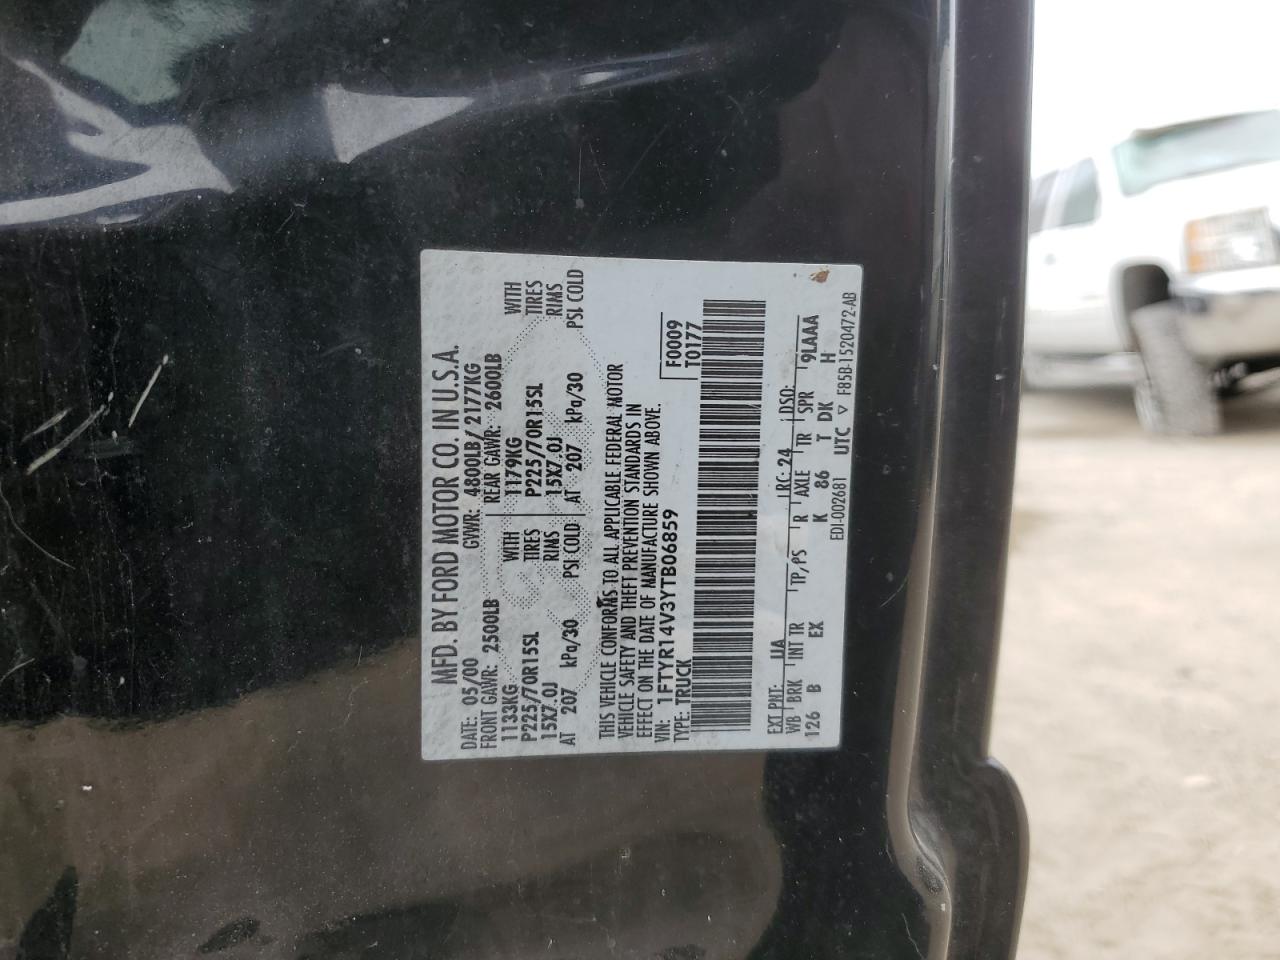 MFD. BY FORD MOTOR CO. IN U.S.A.
DATE: 05/00 GVWR: 4800LB/2177KG
FRONT GAWR: 2500LB REAR GAWR: 2600LB
1133KG WITH 1179KG WITH
P225/70R15SL TIRES P225/70R15SL TIRES
15X7.0J RIMS 15X7.0J RIMS
AT 207 kPa/30 PSI COLD AT 207 kPa/30 PSI COLD
THIS VEHICLE CONFORMS TO ALL APPLICABLE FEDERAL MOTOR
VEHICLE SAFETY AND THEFT PREVENTION STANDARDS IN
EFFECT ON THE DATE OF MANUFACTURE SHOWN ABOVE.
VIN: 1FTYR14V3YTB06859 F0009
TYPE: TRUCK T0177
EXT PNT: UA RC: 24 DSO:
WB BRK INT TR TP/PS R AXLE TR SPR 9LAAA
126 B EX K 86 T DK H
EDI-002681 UTC ▽ F85B-1520472-AB